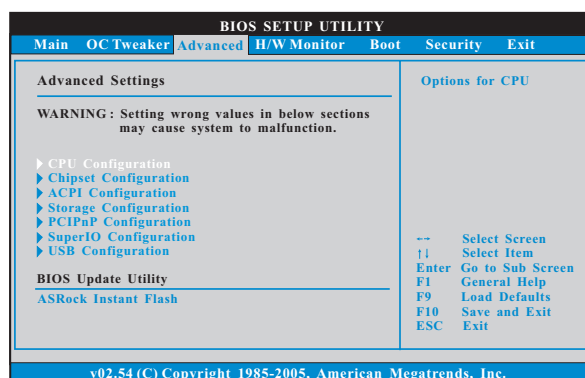 BIOS SETUP UTILITY
Main OC Tweaker Advanced H/W Monitor Boot Security Exit
Advanced Settings
WARNING : Setting wrong values in below sections
may cause system to malfunction.
CPU Configuration
Chipset Configuration
ACPI Configuration
Storage Configuration
PCIPnP Configuration
SuperIO Configuration
USB Configuration
BIOS Update Utility
ASRock Instant Flash
Options for CPU
←→ Select Screen
↑↓ Select Item
Enter Go to Sub Screen
F1 General Help
F9 Load Defaults
F10 Save and Exit
ESC Exit
v02.54 (C) Copyright 1985-2005, American Megatrends, Inc.